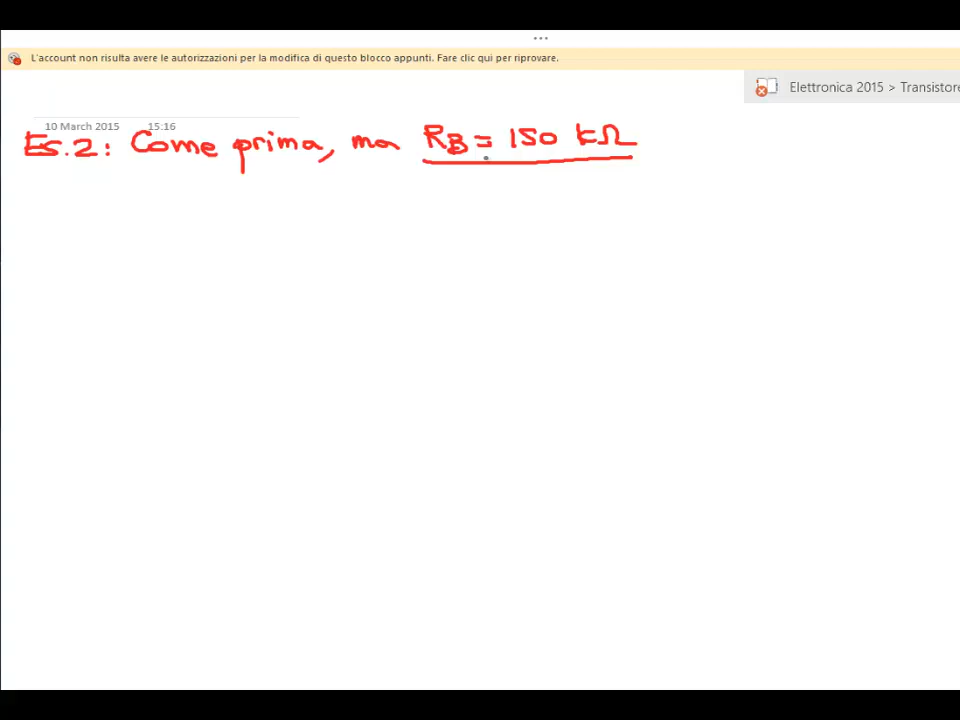 L'account non risulta avere le autorizzazioni per la modifica di questo blocco appunti. Fare clic qui per riprovare.
Elettronica 2015 > Transistore
10 March 2015 15:16
Es.2: Come prima, ma RB = 150 kΩ